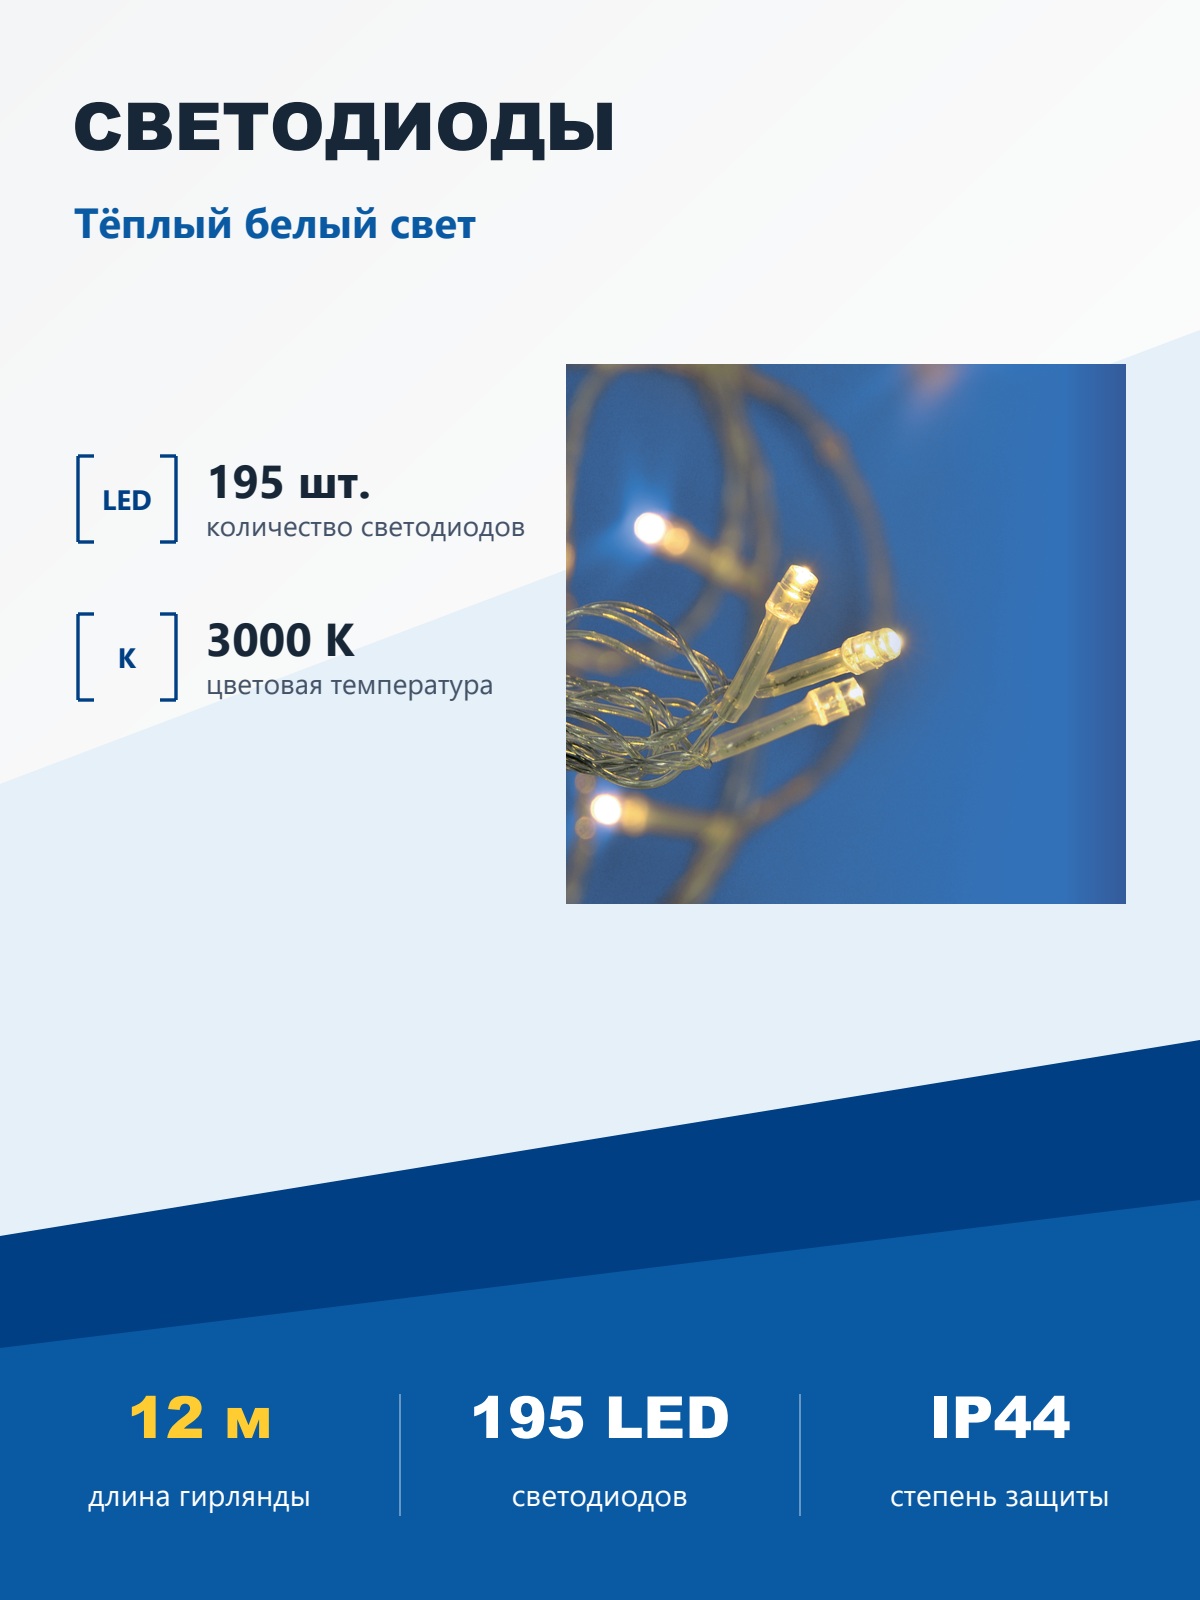 СВЕТОДИОДЫ
Тёплый белый свет
LED
195 шт.
количество светодиодов
К
3000 К
цветовая температура
12 м
длина гирлянды
195 LED
светодиодов
IP44
степень защиты